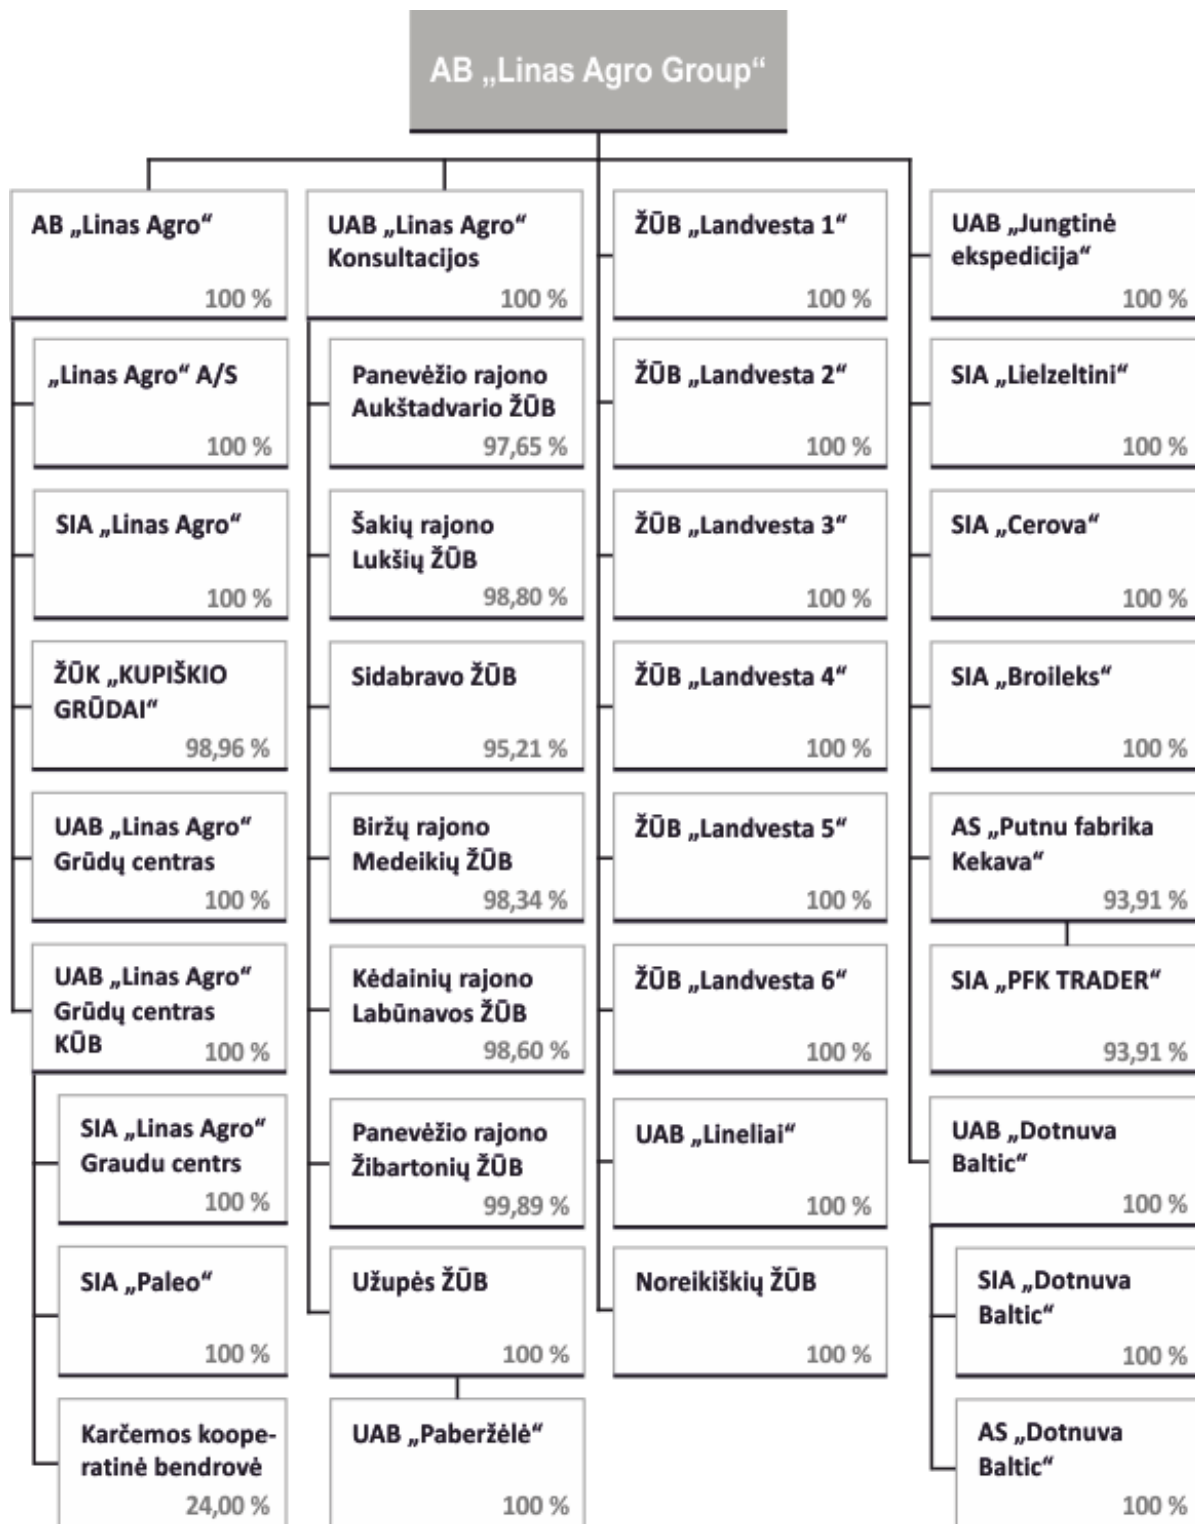 AB „Linas Agro Group“
AB „Linas Agro“
100 %
„Linas Agro“ A/S
100 %
SIA „Linas Agro“
100 %
ŽŪK „KUPIŠKIO
GRŪDAI“
98,96 %
UAB „Linas Agro“
Grūdų centras
100 %
UAB „Linas Agro“
Grūdų centras
KŪB
100 %
SIA „Linas Agro“
Graudu centrs
100 %
SIA „Paleo“
100 %
Karčemos koope-
ratinė bendrovė
24,00 %
UAB „Linas Agro“
Konsultacijos
100 %
Panevėžio rajono
Aukštadvario ŽŪB
97,65 %
Šakių rajono
Lukšių ŽŪB
98,80 %
Sidabravo ŽŪB
95,21 %
Biržų rajono
Medeikių ŽŪB
98,34 %
Kėdainių rajono
Labūnavos ŽŪB
98,60 %
Panevėžio rajono
Žibartonių ŽŪB
99,89 %
Užupės ŽŪB
100 %
UAB „Paberžėlė“
100 %
ŽŪB „Landvesta 1“
100 %
ŽŪB „Landvesta 2“
100 %
ŽŪB „Landvesta 3“
100 %
ŽŪB „Landvesta 4“
100 %
ŽŪB „Landvesta 5“
100 %
ŽŪB „Landvesta 6“
100 %
UAB „Lineliai“
100 %
Noreikiškių ŽŪB
100 %
UAB „Jungtinė
ekspedicija“
100 %
SIA „Lielzeltini“
100 %
SIA „Cerova“
100 %
SIA „Broileks“
100 %
AS „Putnu fabrika
Kekava“
93,91 %
SIA „PFK TRADER“
93,91 %
UAB „Dotnuva
Baltic“
100 %
SIA „Dotnuva
Baltic“
100 %
AS „Dotnuva
Baltic“
100 %